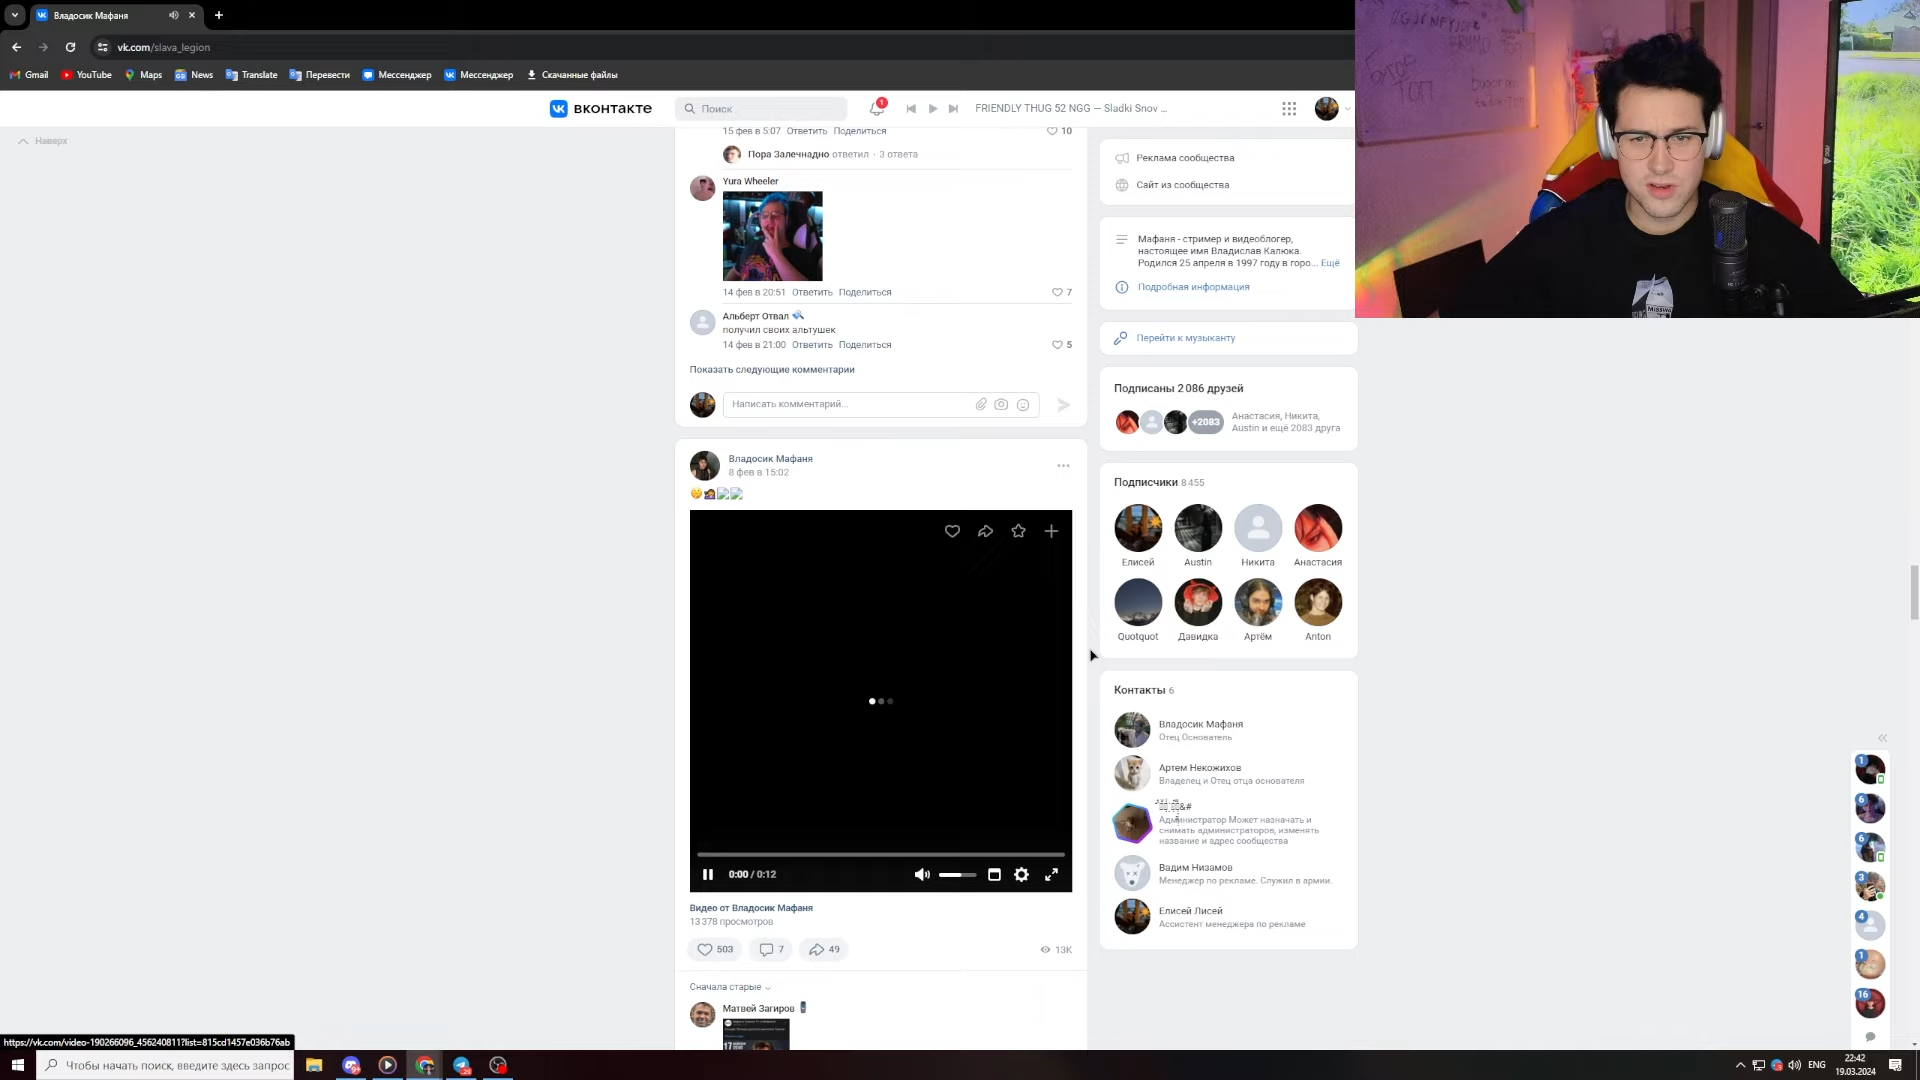 Владосик Мафаня
vk.com/slava_legion
Gmail
YouTube
Maps
News
Translate
Перевести
Мессенджер
Мессенджер
Скачанные файлы
вконтакте
Поиск
1
FRIENDLY THUG 52 NGG — Sladki Snov ...
Наверх
15 фев в 5:07 Ответить Поделиться 10
Пора Залечнадно ответил · 3 ответа
Yura Wheeler
14 фев в 20:51 Ответить Поделиться 7
Альберт Отвал
получил своих альтушек
14 фев в 21:00 Ответить Поделиться 5
Показать следующие комментарии
Написать комментарий...
Владосик Мафаня
8 фев в 15:02
0:00 / 0:12
Видео от Владосик Мафаня
13 378 просмотров
503 7 49 13K
Сначала старые
Матвей Загиров
Реклама сообщества
Сайт из сообщества
Мафаня - стример и видеоблогер,
настоящее имя Владислав Калюка.
Родился 25 апреля в 1997 году в горо... Ещё
Подробная информация
Перейти к музыканту
Подписаны 2 086 друзей
+2083
Анастасия, Никита,
Austin и ещё 2083 друга
Подписчики 8 455
Елисей Austin Никита Анастасия
Quotquot Давидка Артём Anton
Контакты 6
Владосик Мафаня
Отец Основатель
Артем Некожихов
Владелец и Отец отца основателя
Администратор Может назначать и
снимать администраторов, изменять
название и адрес сообщества
Вадим Низамов
Менеджер по рекламе. Служил в армии.
Елисей Лисей
Ассистент менеджера по рекламе
1
6
6
3
4
1
16
https://vk.com/video-190266096_456240811?list=815cd1457e036b76ab
Чтобы начать поиск, введите здесь запрос
ENG
22:42
19.03.2024